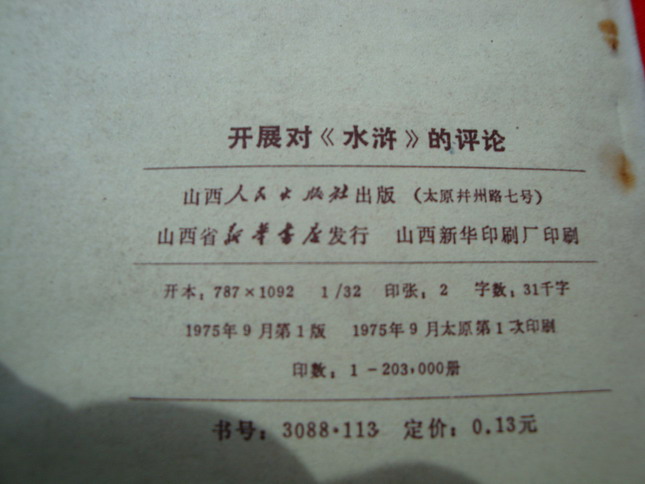 开展对《水浒》的评论
山西人民出版社出版 (太原并州路七号)
山西省新华书店发行 山西新华印刷厂印刷
开本: 787×1092 1/32 印张: 2 字数: 31千字
1975年9月第1版 1975年9月太原第1次印刷
印数: 1-203,000册
书号: 3088·113 定价: 0.13元